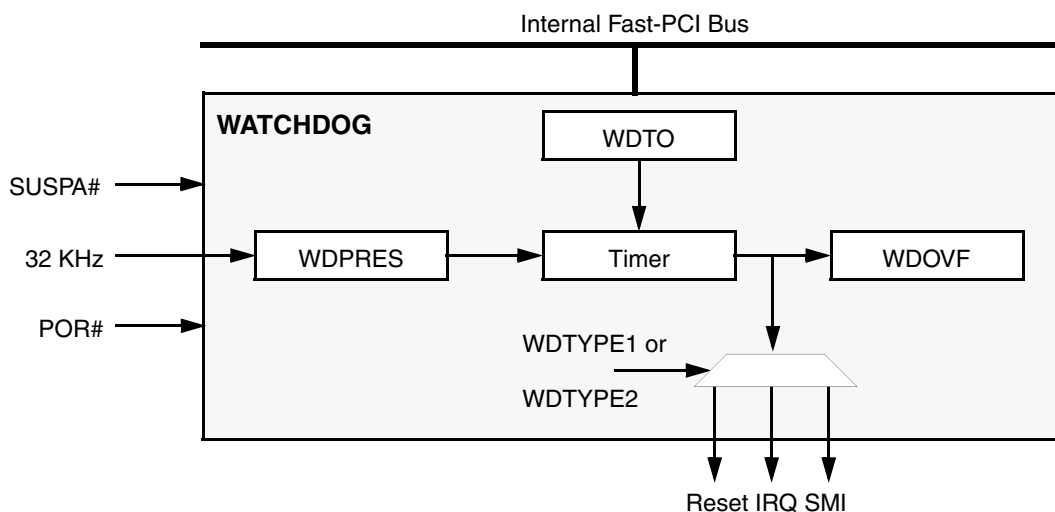 Internal Fast-PCI Bus
WATCHDOG
WDTO
SUSPA#
32 KHz
WDPRES
Timer
WDOVF
POR#
WDTYPE1 or
WDTYPE2
Reset IRQ SMI